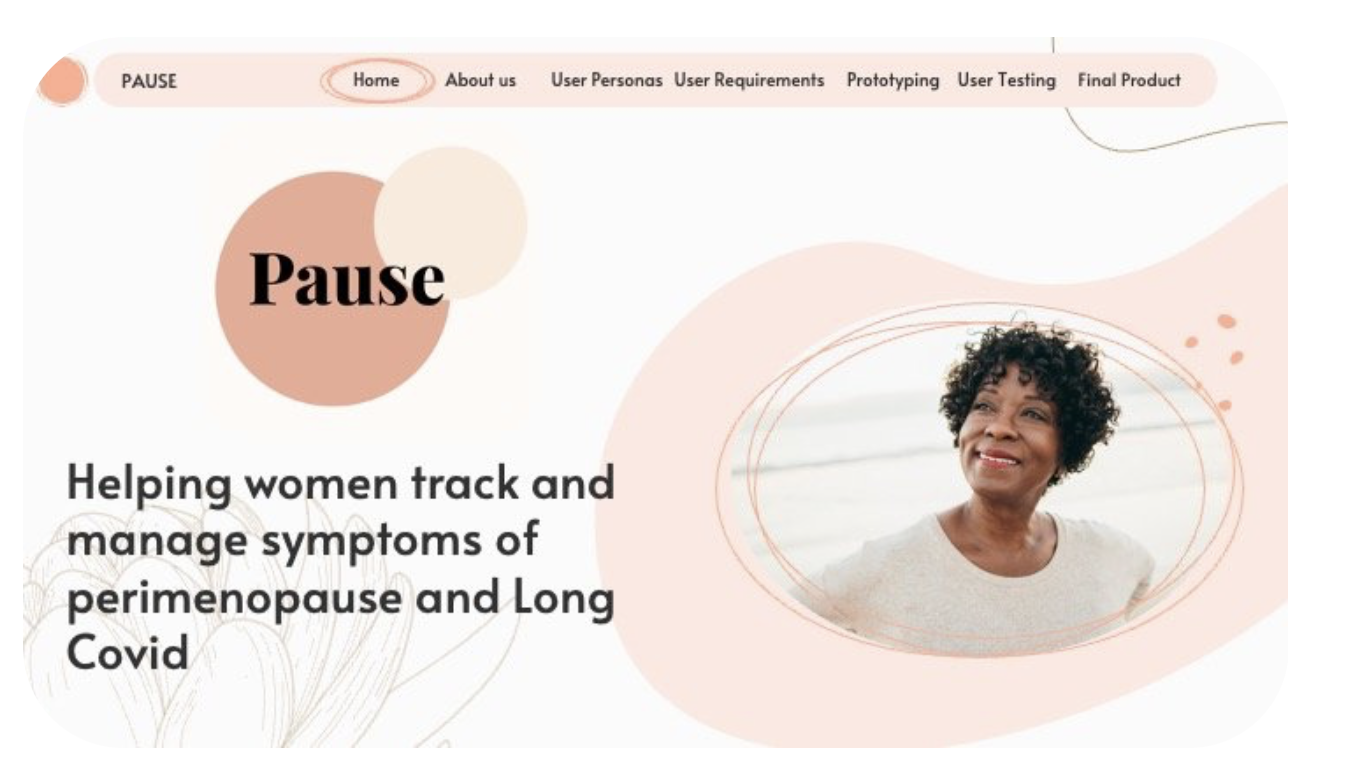 PAUSE Home About us User Personas User Requirements Prototyping User Testing Final Product
Pause
Helping women track and
manage symptoms of
perimenopause and Long
Covid